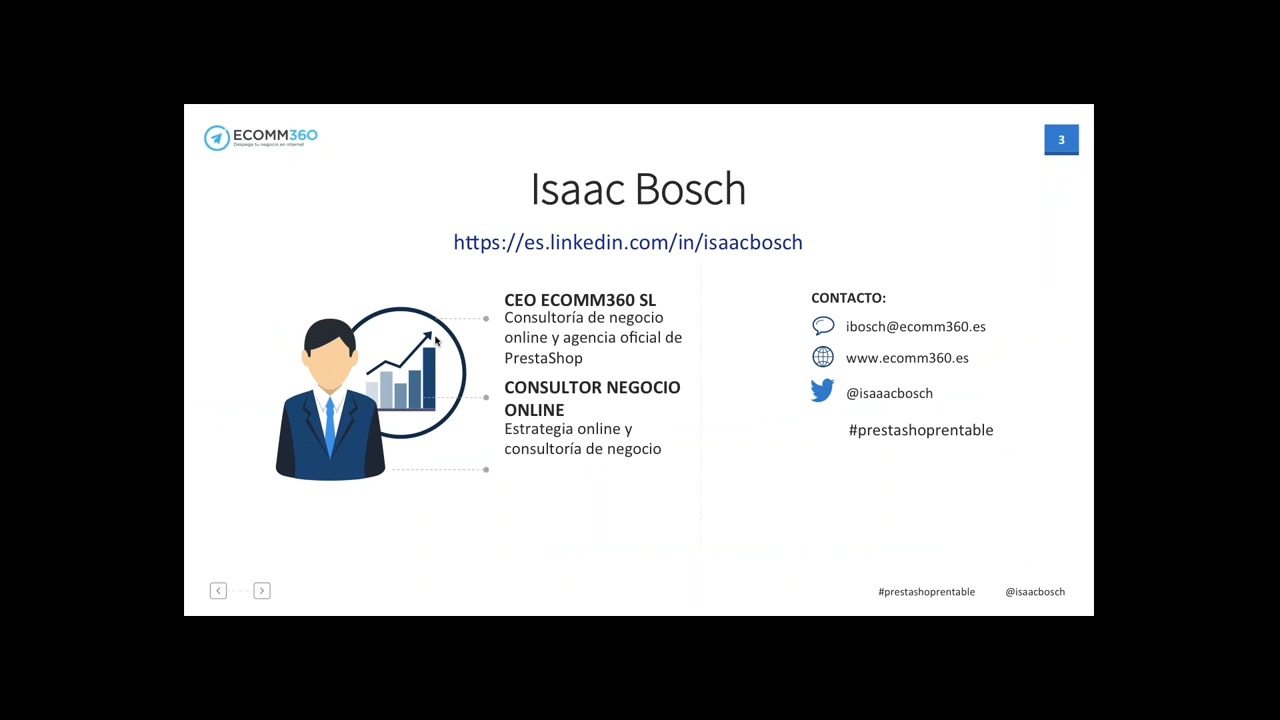 ECOMM360
Despega tu negocio en internet
3
Isaac Bosch
https://es.linkedin.com/in/isaacbosch
CEO ECOMM360 SL
Consultoría de negocio
online y agencia oficial de
PrestaShop
CONSULTOR NEGOCIO
ONLINE
Estrategia online y
consultoría de negocio
CONTACTO:
ibosch@ecomm360.es
www.ecomm360.es
@isaaacbosch
#prestashoprentable
#prestashoprentable
@isaacbosch